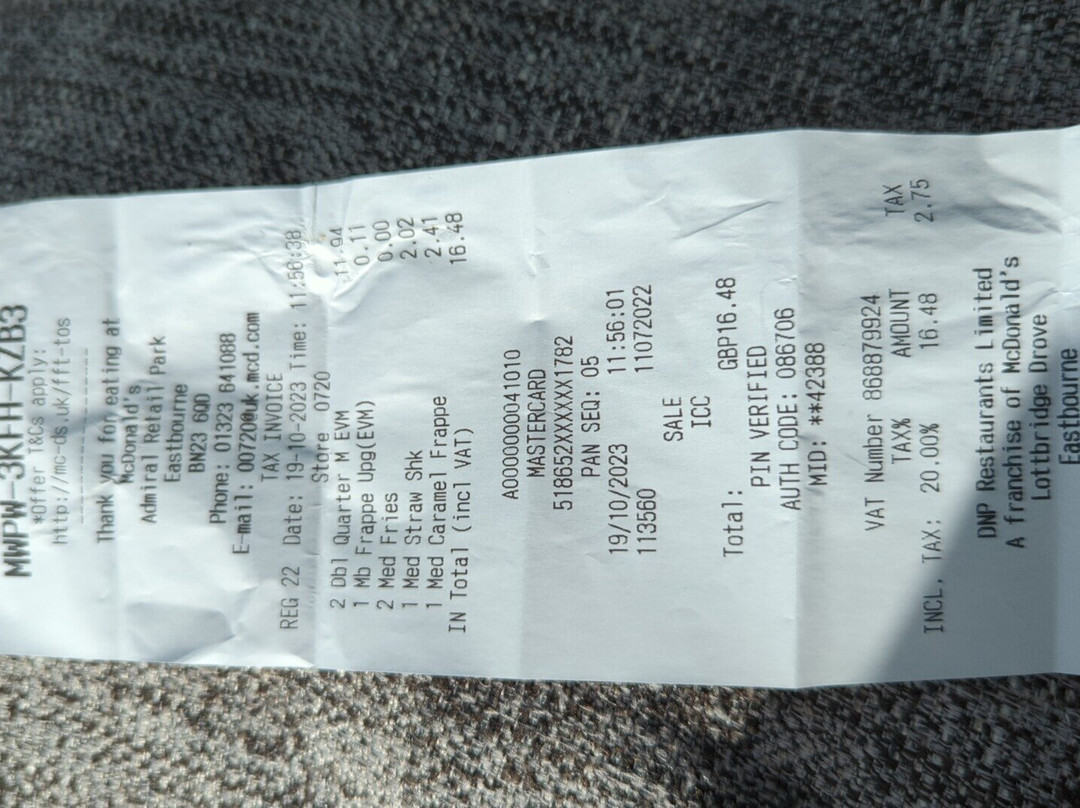 MWPW-3KFH-KZB3
*Offer T&Cs apply:
http://mc-ds.uk/fft-tos
Thank you for eating at
McDonald's
Admiral Retail Park
Eastbourne
BN23 6QD
Phone: 01323 641088
E-mail: 00720@uk.mcd.com
TAX INVOICE
REG 22 Date: 19-10-2023 Time: 11:56:38
Store 0720
2 Dbl Quarter M EVM 11.94
1 Mb Frappe Upg(EVM) 0.11
2 Med Fries 0.00
1 Med Straw Shk 2.02
1 Med Caramel Frappe 2.41
IN Total (incl VAT) 16.48
A0000000041010
MASTERCARD
518652XXXXXX1782
PAN SEQ: 05
19/10/2023 11:56:01
113560 11072022
SALE
ICC
Total: GBP16.48
PIN VERIFIED
AUTH CODE: 086706
MID: **42388
VAT Number 868879924
TAX% AMOUNT TAX
INCL. TAX: 20.00% 16.48 2.75
DNP Restaurants Limited
A franchise of McDonald's
Lottbridge Drove
Eastbourne